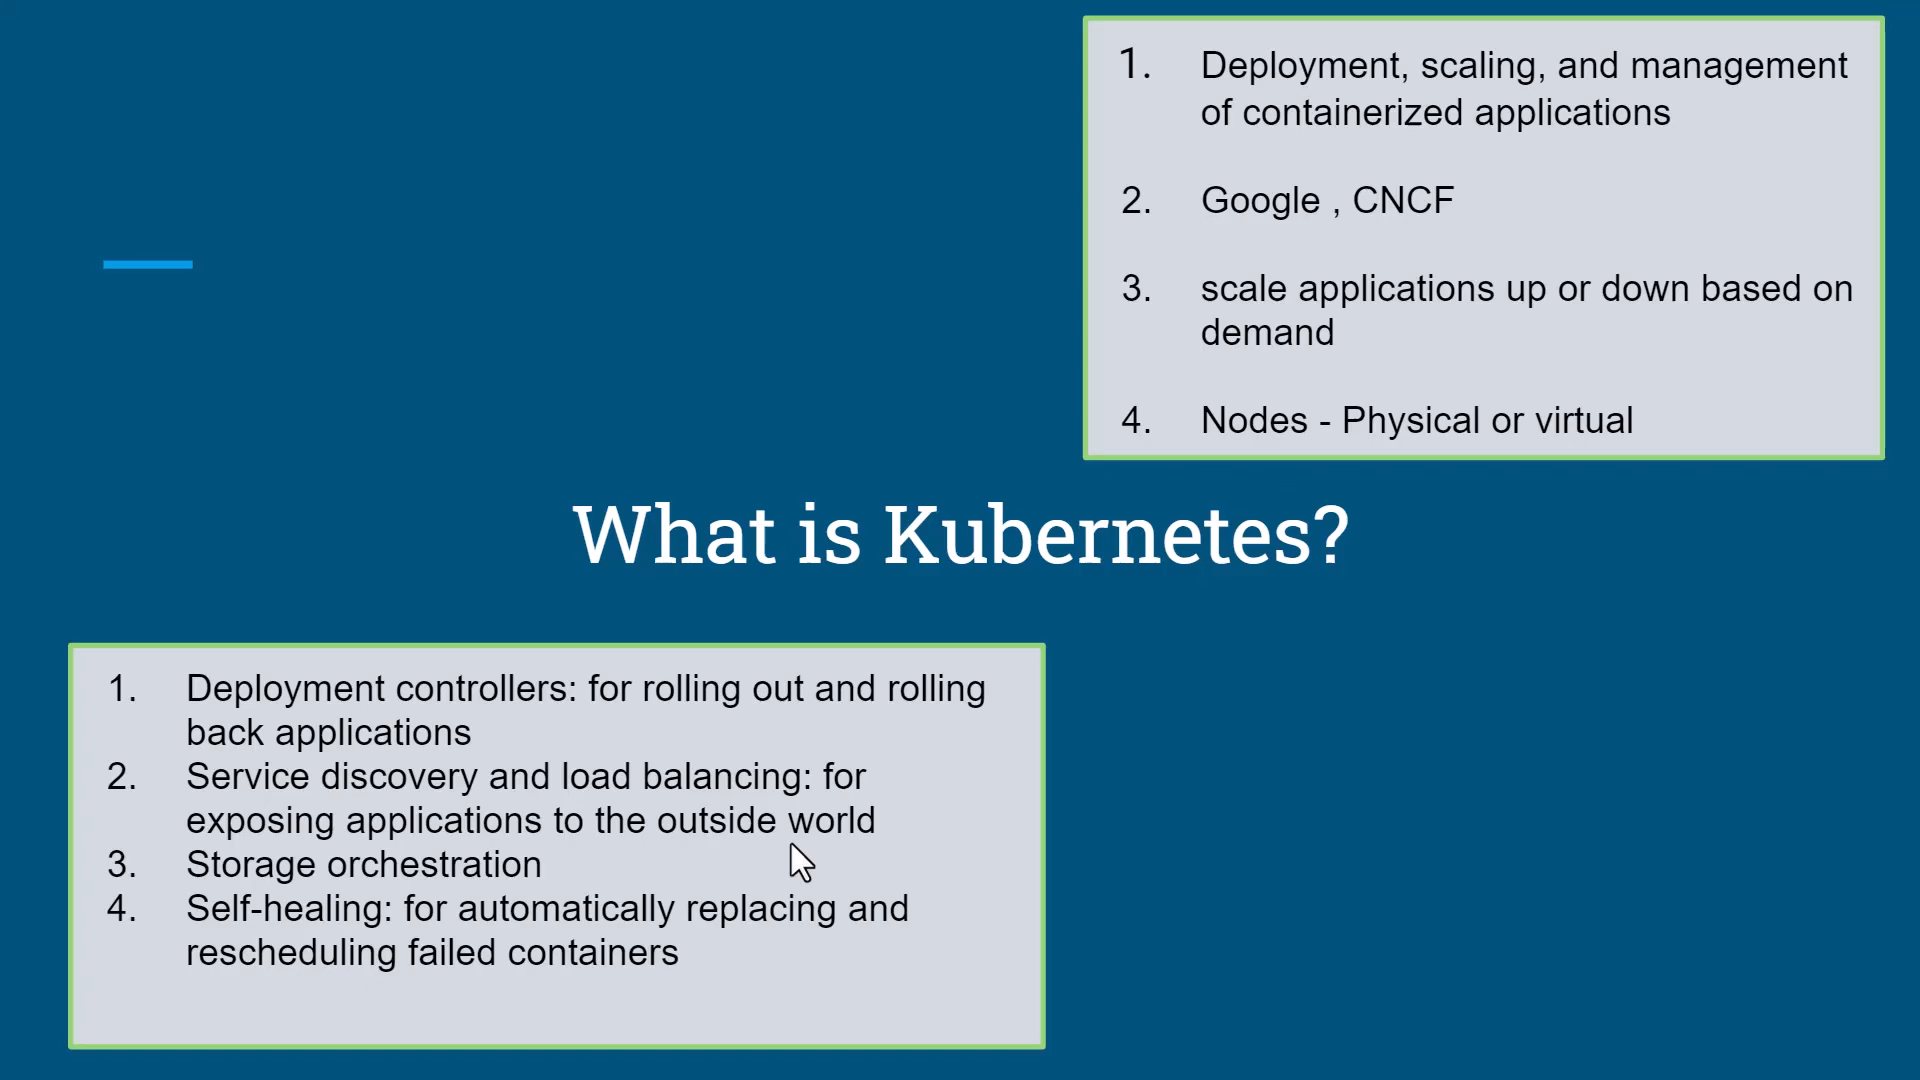 1. Deployment, scaling, and management
of containerized applications
2. Google , CNCF
3. scale applications up or down based on
demand
4. Nodes - Physical or virtual
What is Kubernetes?
1. Deployment controllers: for rolling out and rolling
back applications
2. Service discovery and load balancing: for
exposing applications to the outside world
3. Storage orchestration
4. Self-healing: for automatically replacing and
rescheduling failed containers